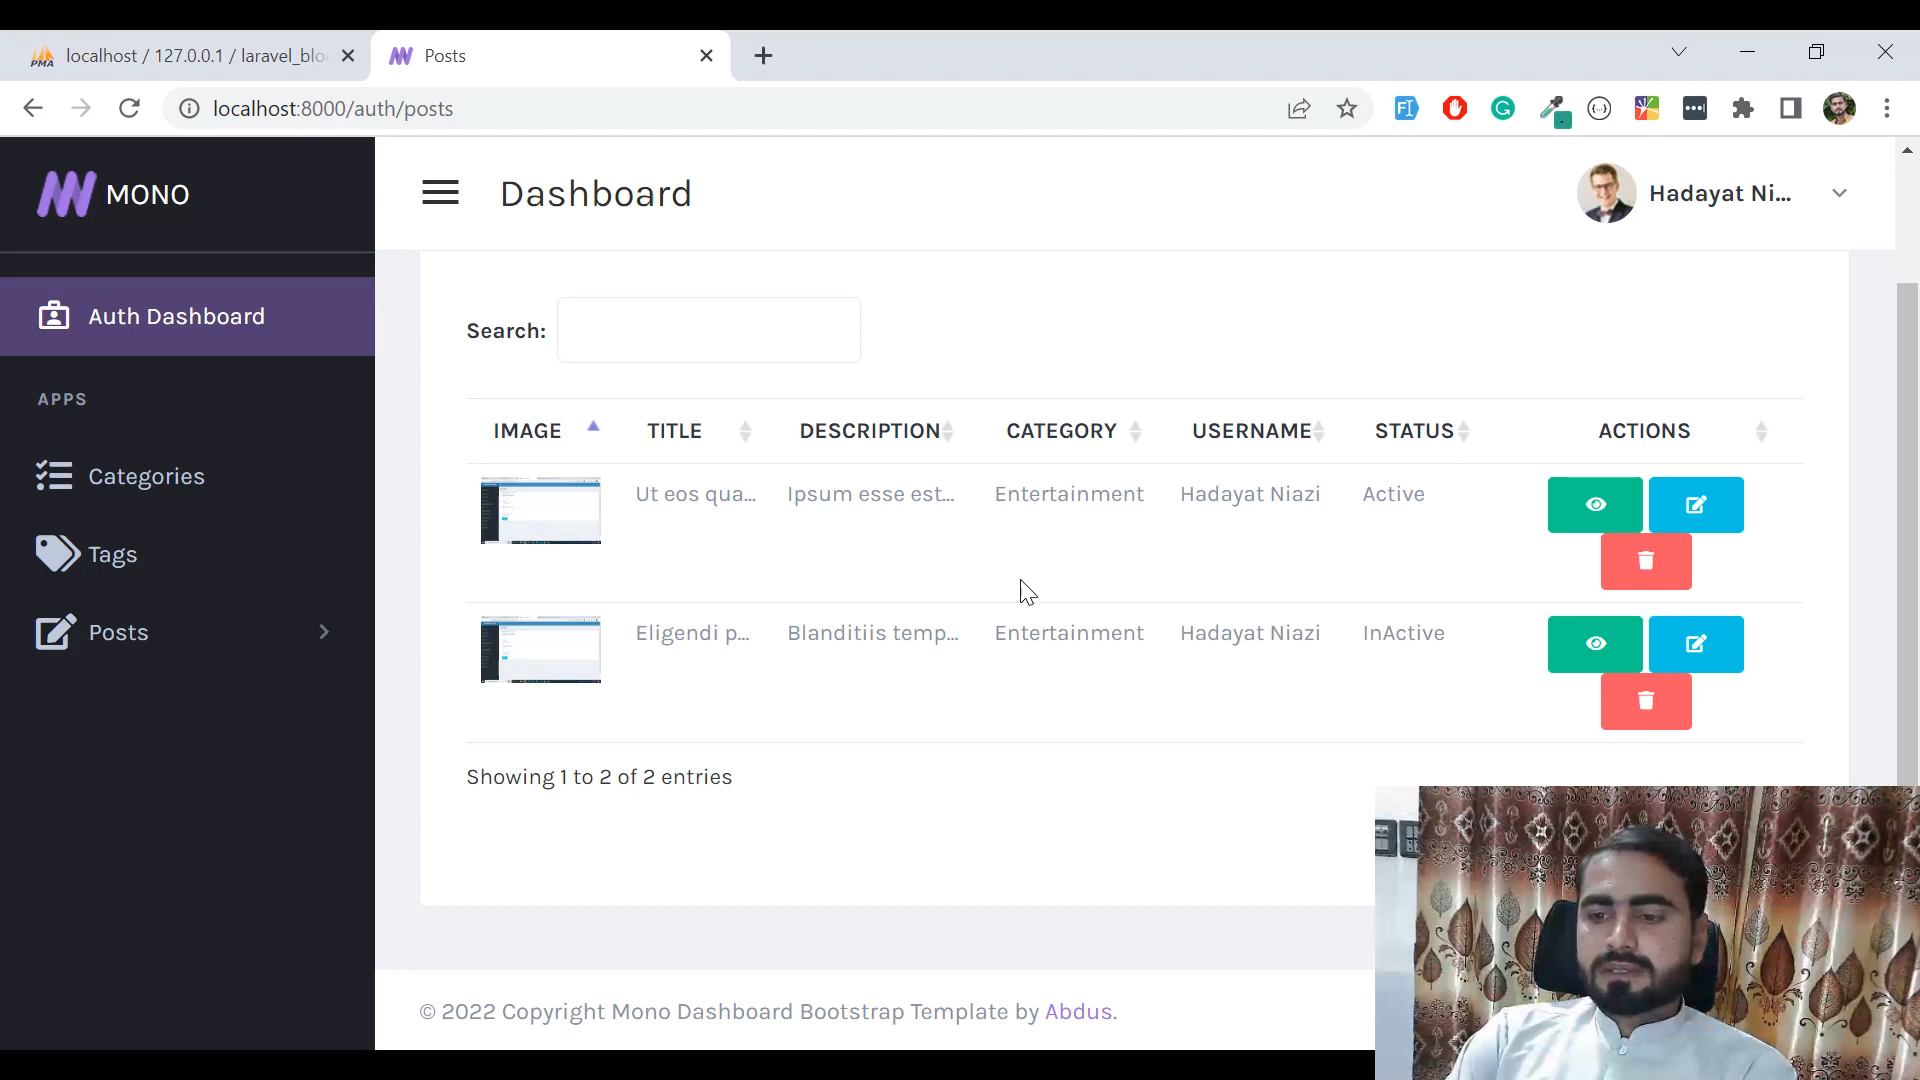 localhost / 127.0.0.1 / laravel_blo
Posts
localhost:8000/auth/posts
MONO
Dashboard
Hadayat Ni...
Auth Dashboard
APPS
Categories
Tags
Posts
Search:
IMAGE TITLE DESCRIPTION CATEGORY USERNAME STATUS ACTIONS
Ut eos qua... Ipsum esse est... Entertainment Hadayat Niazi Active
Eligendi p... Blanditiis temp... Entertainment Hadayat Niazi InActive
Showing 1 to 2 of 2 entries
© 2022 Copyright Mono Dashboard Bootstrap Template by Abdus.